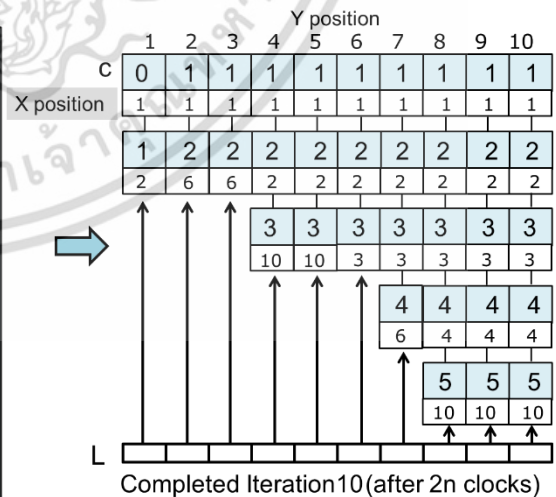 Y position
1 2 3 4 5 6 7 8 9 10
C 0 1 1 1 1 1 1 1 1 1
X position 1 1 1 1 1 1 1 1 1 1
1 2 2 2 2 2 2 2 2 2
2 6 6 2 2 2 2 2 2 2
3 3 3 3 3 3 3
10 10 3 3 3 3 3
4 4 4 4
6 4 4 4
5 5 5
10 10 10
L
Completed Iteration10(after 2n clocks)